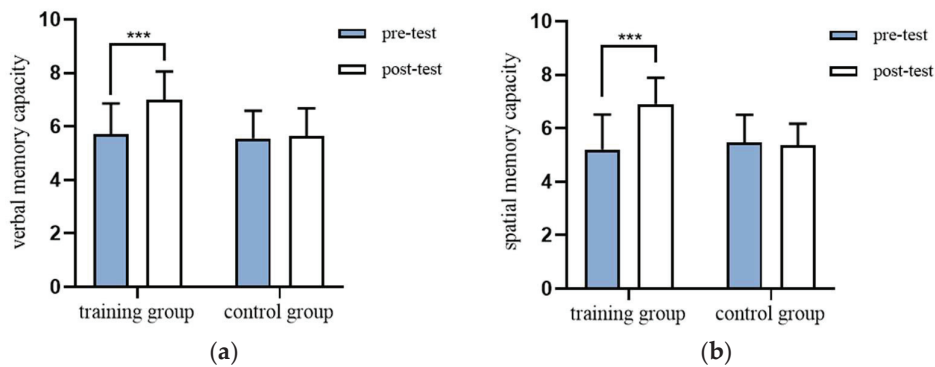 verbal memory capacity
10
8
6
4
2
0
***
pre-test
post-test
training group
control group
(a)
spatial memory capacity
10
8
6
4
2
0
***
pre-test
post-test
training group
control group
(b)